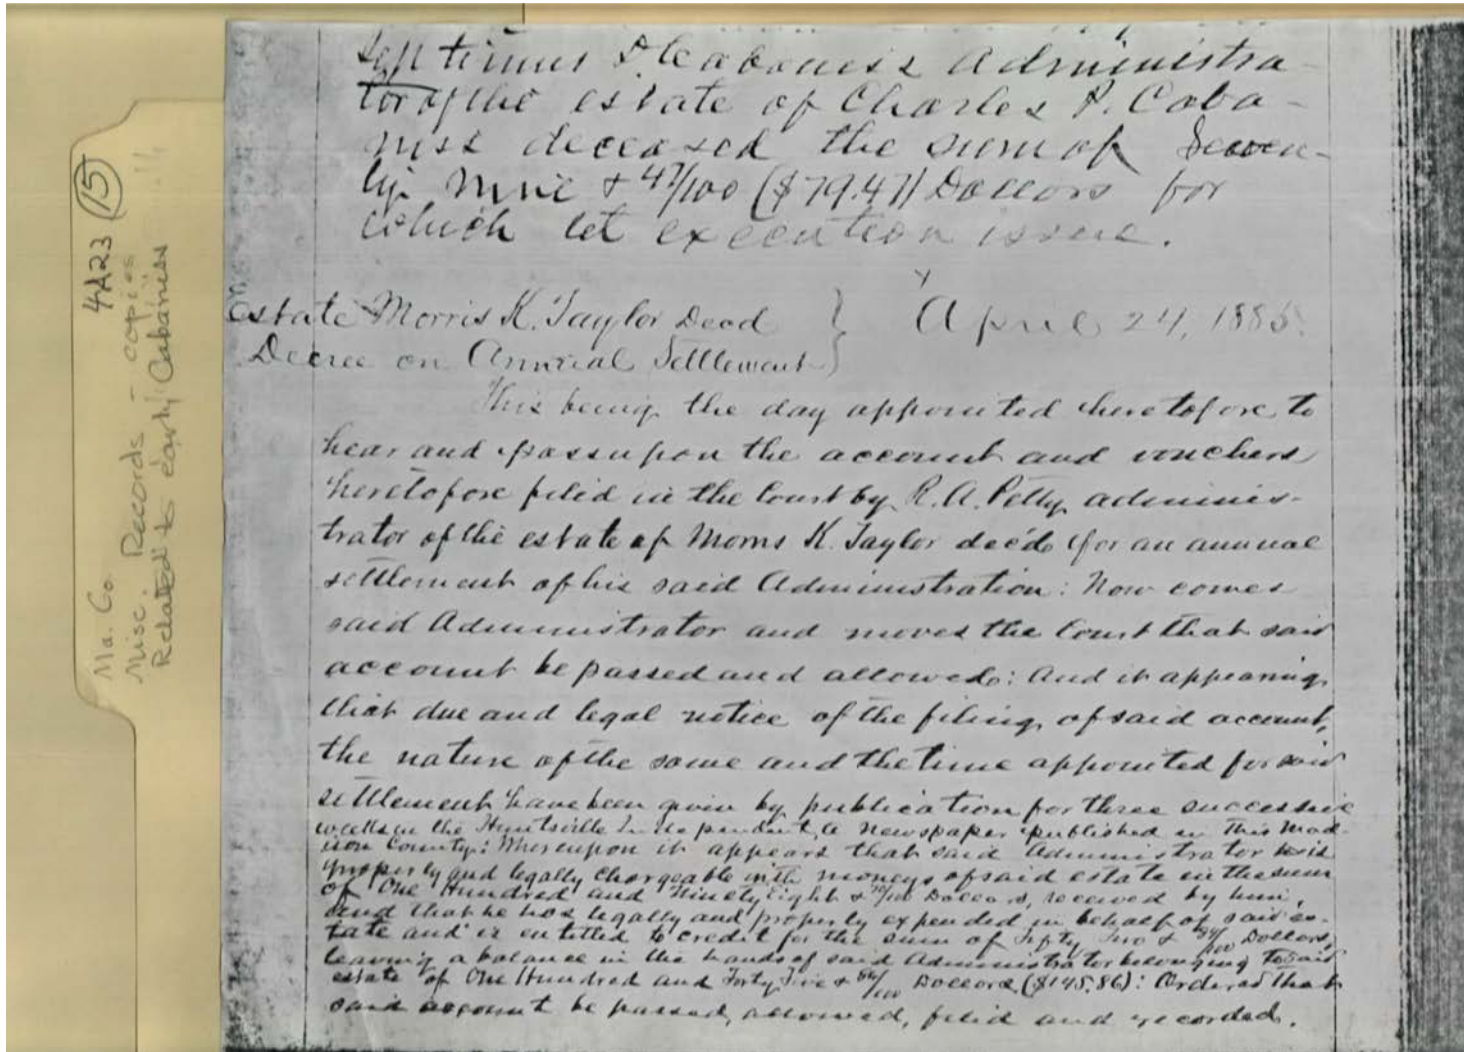 4A23 (15)
Ma. Co.
Misc. Records - copies
Related to early Cabaniss
Septimus D. Cabaniss Administra-
tor of the estate of Charles P. Caba-
niss deceased the sum of Seven-
ty nine & 47/100 ($79.47) Dollars for
which let execution issue.
Estate Morris K. Taylor Decd } April 24, 1885.
Decree on Annual Settlement }
This being the day appointed heretofore to
hear and pass upon the account and vouchers
heretofore filed in the Court by R. A. Petty, adminis-
trator of the estate of Morris K. Taylor dec'd for an annual
settlement of his said Administration: Now comes
said Administrator and moves the Court that said
account be passed and allowed: And it appearing
that due and legal notice of the filing of said account,
the nature of the same and the time appointed for said
settlement have been given by publication for three successive
weeks in the Huntsville Independent, a newspaper published in this Mad-
ison County: Whereupon it appears that said Administrator is
properly and legally chargeable with moneys of said estate in the sum
of One Hundred and Ninety Eight & 70/100 Dollars, received by him,
and that he has legally and properly expended in behalf of said es-
tate and is entitled to credit for the sum of Fifty Two & 84/100 Dollars,
leaving a balance in the hands of said Administrator belonging to said
estate of One Hundred and Forty Five & 86/100 Dollars ($145.86): Ordered that
said account be passed, allowed, filed and recorded.